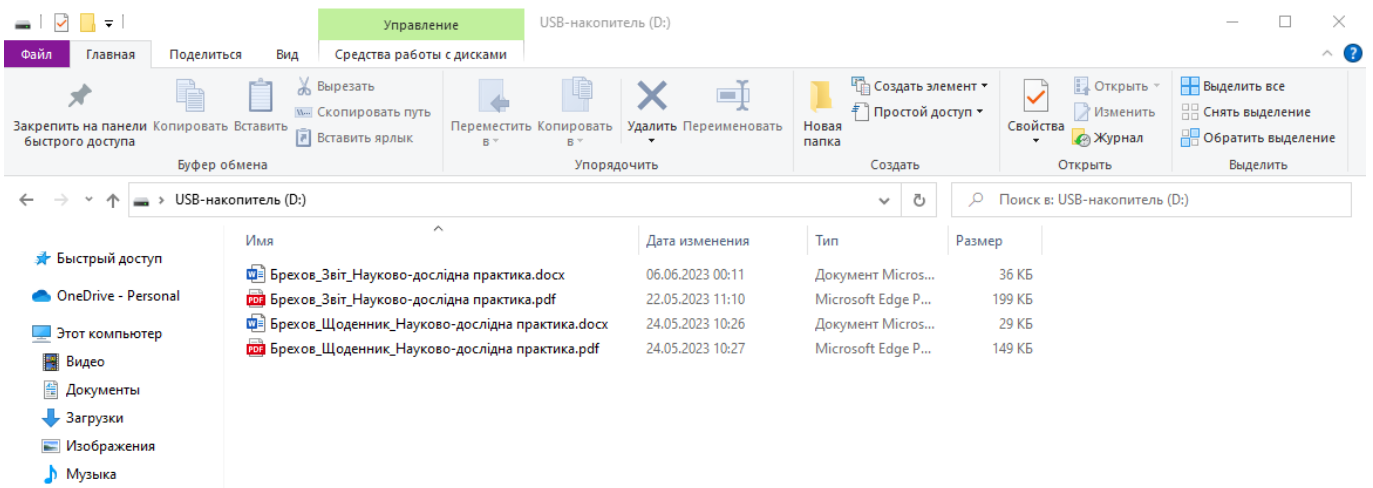 Управление USB-накопитель (D:)
Файл Главная Поделиться Вид Средства работы с дисками
Закрепить на панели быстрого доступа
Копировать
Вставить
Вырезать
Скопировать путь
Вставить ярлык
Буфер обмена
Переместить в
Копировать в
Удалить
Переименовать
Упорядочить
Новая папка
Создать элемент
Простой доступ
Создать
Свойства
Открыть
Изменить
Журнал
Открыть
Выделить все
Снять выделение
Обратить выделение
Выделить
USB-накопитель (D:)
Поиск в: USB-накопитель (D:)
Быстрый доступ
OneDrive - Personal
Этот компьютер
Видео
Документы
Загрузки
Изображения
Музыка
Имя Дата изменения Тип Размер
Брехов_Звіт_Науково-дослідна практика.docx 06.06.2023 00:11 Документ Micros... 36 КБ
PDF Брехов_Звіт_Науково-дослідна практика.pdf 22.05.2023 11:10 Microsoft Edge P... 199 КБ
Брехов_Щоденник_Науково-дослідна практика.docx 24.05.2023 10:26 Документ Micros... 29 КБ
PDF Брехов_Щоденник_Науково-дослідна практика.pdf 24.05.2023 10:27 Microsoft Edge P... 149 КБ